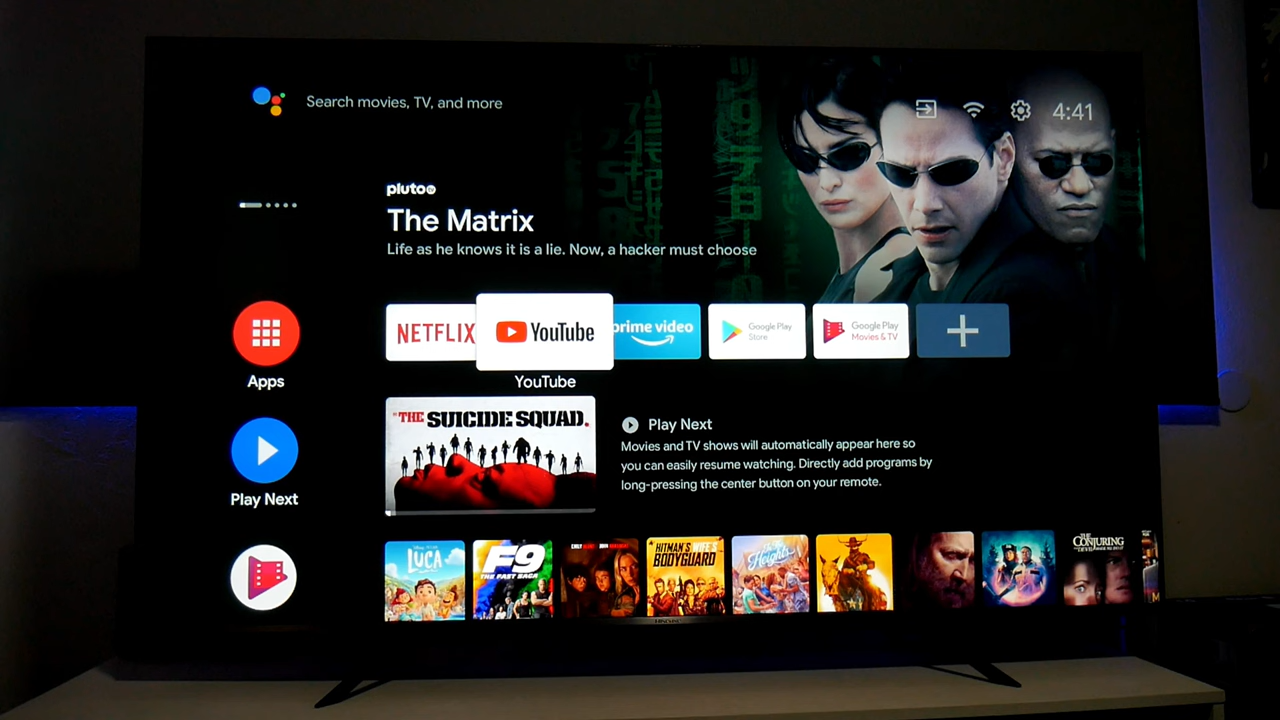 Search movies, TV, and more
4:41
pluto tv
The Matrix
Life as he knows it is a lie. Now, a hacker must choose
NETFLIX
YouTube
prime video
Google Play
Store
Google Play
Movies & TV
Apps
YouTube
THE SUICIDE SQUAD.
Play Next
Movies and TV shows will automatically appear here so
you can easily resume watching. Directly add programs by
long-pressing the center button on your remote.
Play Next
LUCA
F9
THE FAST SAGA
HITMAN'S WIFE'S
BODYGUARD
In The
Heights
THE
CONJURING